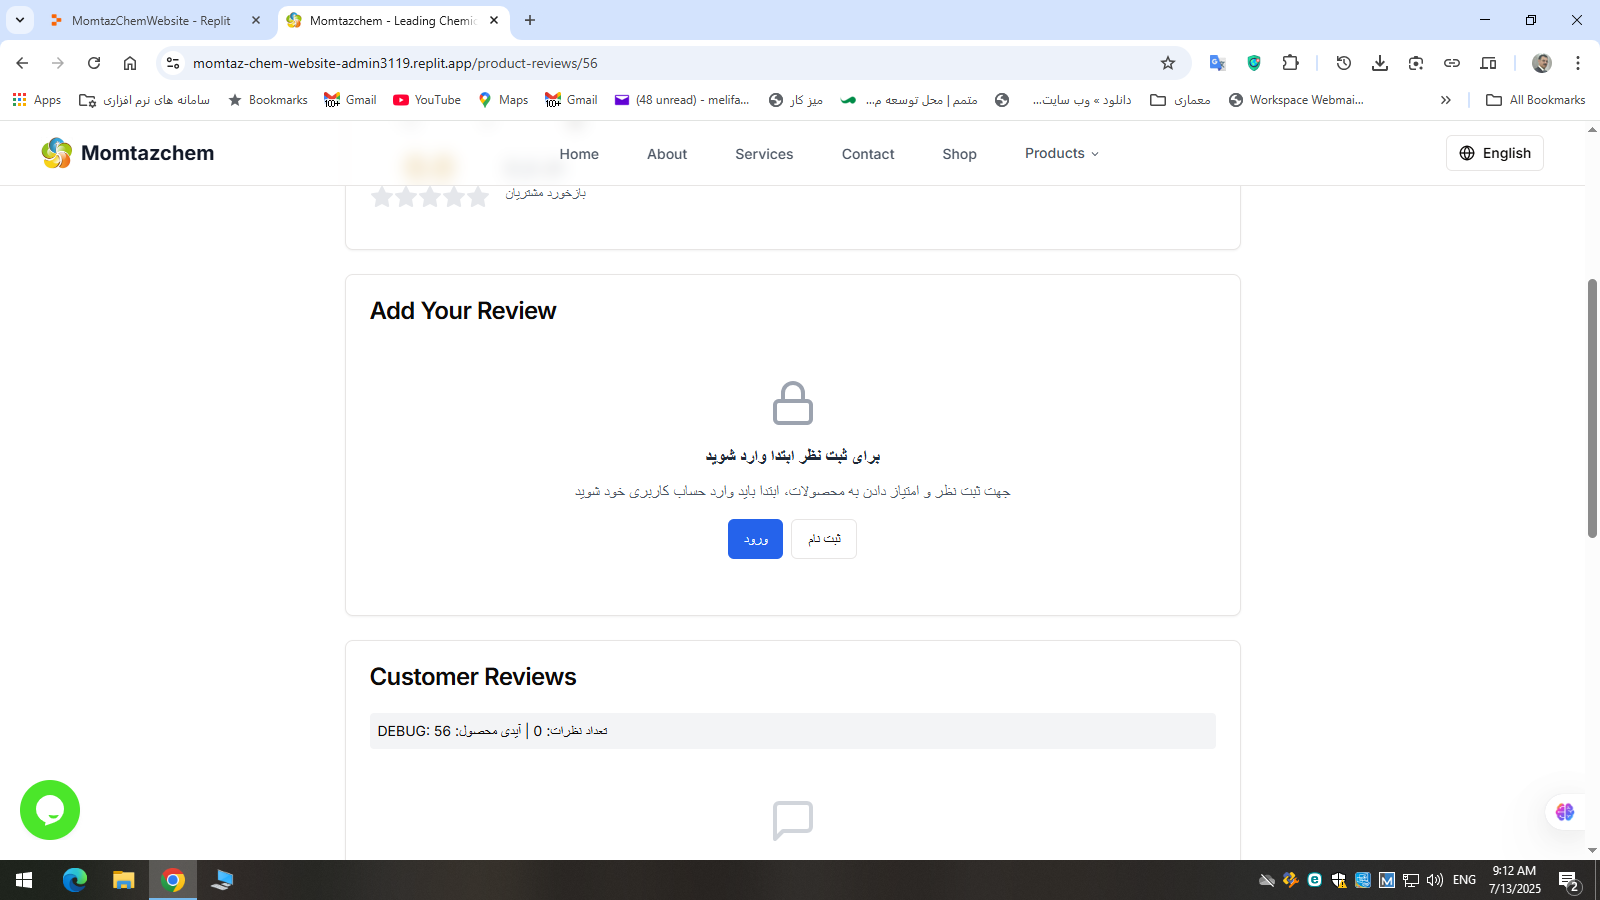 MomtazChemWebsite - Replit
Momtazchem - Leading Chemic
momtaz-chem-website-admin3119.replit.app/product-reviews/56
Apps
سامانه های نرم افزاری
Bookmarks
Gmail
YouTube
Maps
Gmail
(48 unread) - melifa...
میز کار
متمم | محل توسعه م...
دانلود » وب سایت...
معماری
Workspace Webmai...
All Bookmarks
Momtazchem
Home
About
Services
Contact
Shop
Products
English
بازخورد مشتریان
Add Your Review
برای ثبت نظر ابتدا وارد شوید
جهت ثبت نظر و امتیاز دادن به محصولات، ابتدا باید وارد حساب کاربری خود شوید
ورود
ثبت نام
Customer Reviews
DEBUG: تعداد نظرات: 0 | آیدی محصول: 56
ENG
9:12 AM
7/13/2025
2